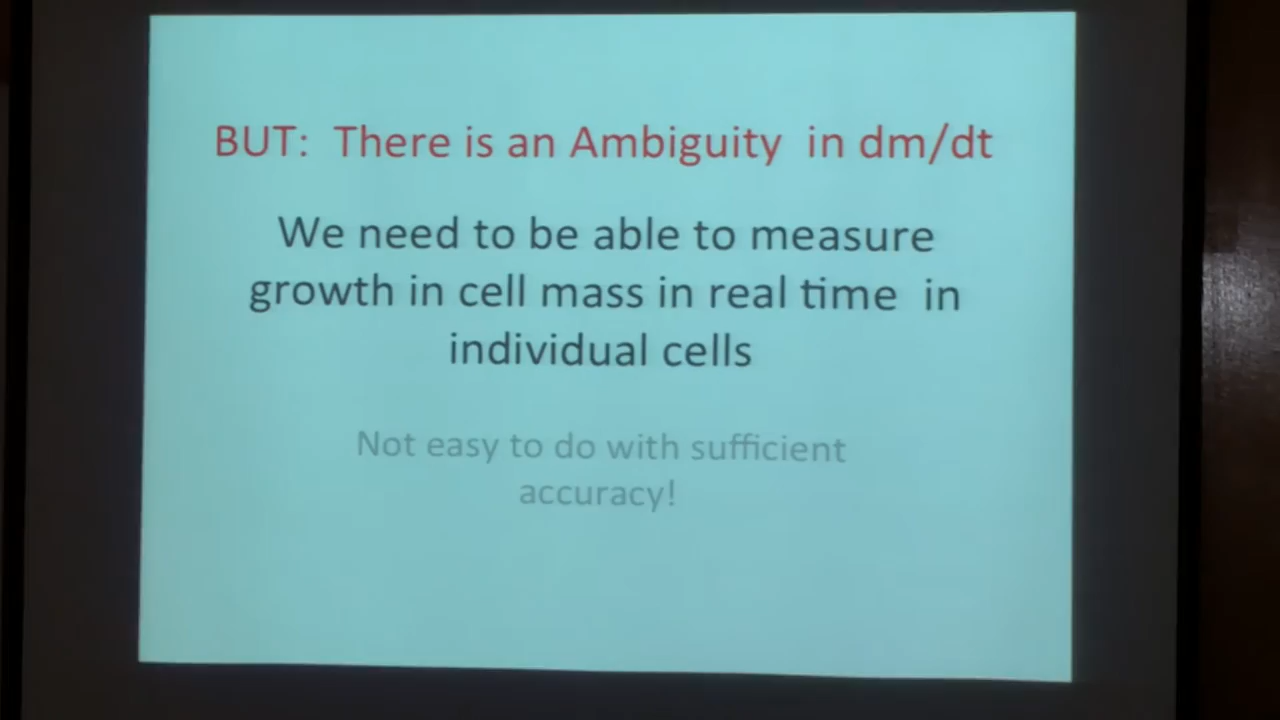 BUT: There is an Ambiguity in dm/dt
We need to be able to measure
growth in cell mass in real time in
individual cells
Not easy to do with sufficient
accuracy!